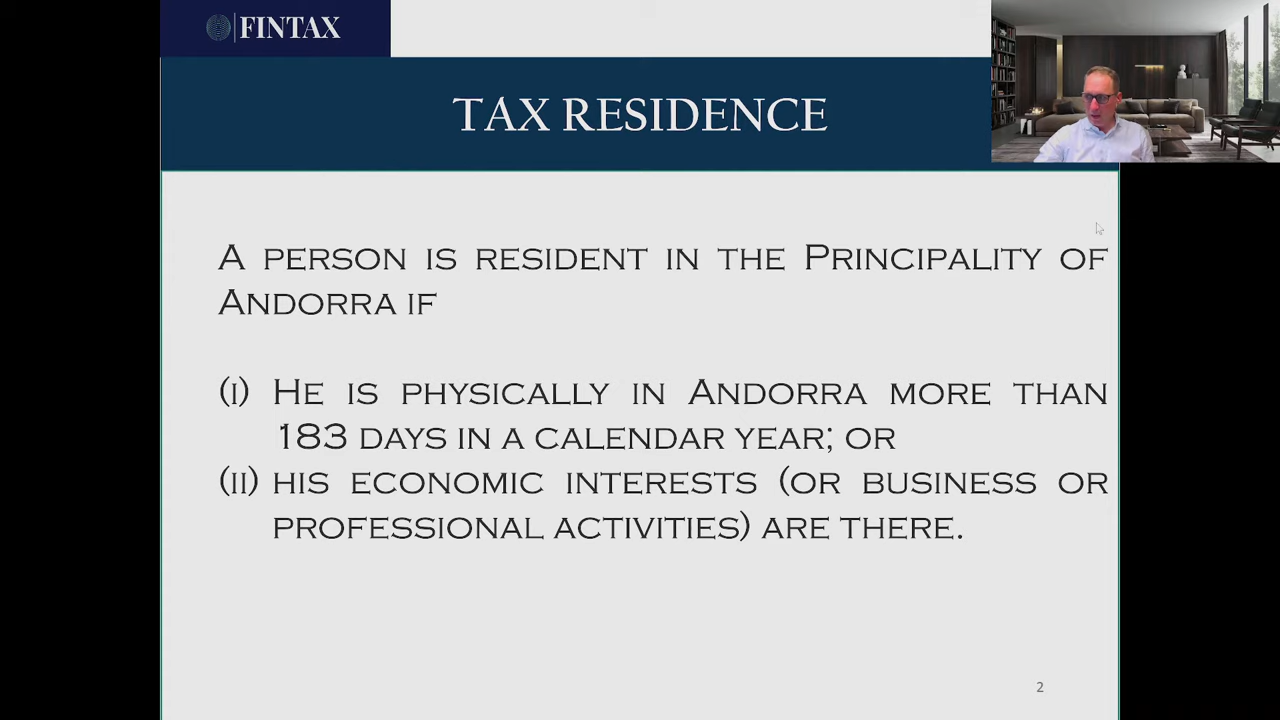 FINTAX
TAX RESIDENCE
A PERSON IS RESIDENT IN THE PRINCIPALITY OF
ANDORRA IF
(I) HE IS PHYSICALLY IN ANDORRA MORE THAN
183 DAYS IN A CALENDAR YEAR; OR
(II) HIS ECONOMIC INTERESTS (OR BUSINESS OR
PROFESSIONAL ACTIVITIES) ARE THERE.
2